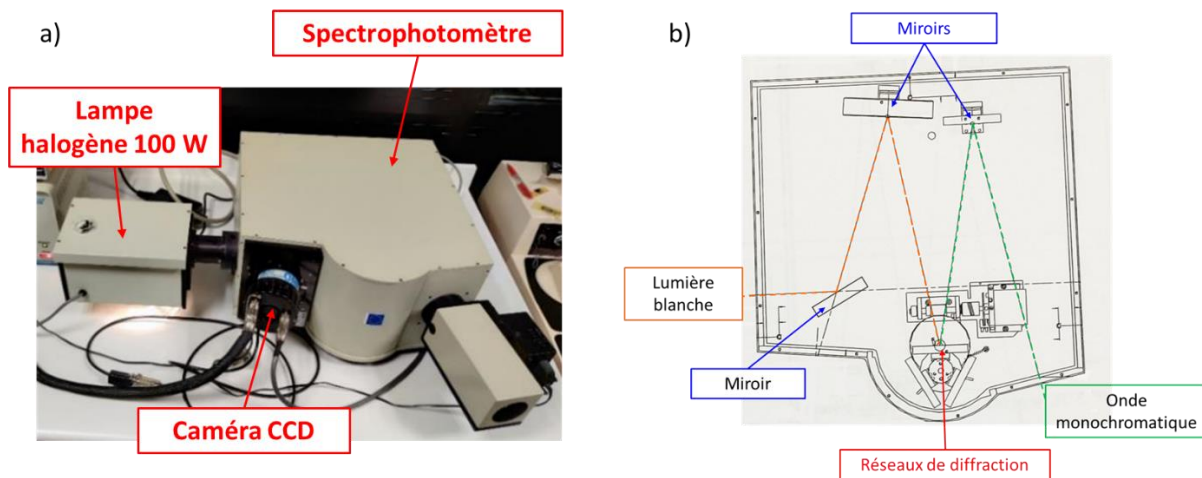 a)
Spectrophotomètre
Lampe
halogène 100 W
Caméra CCD
b)
Miroirs
Lumière
blanche
Miroir
Onde
monochromatique
Réseaux de diffraction